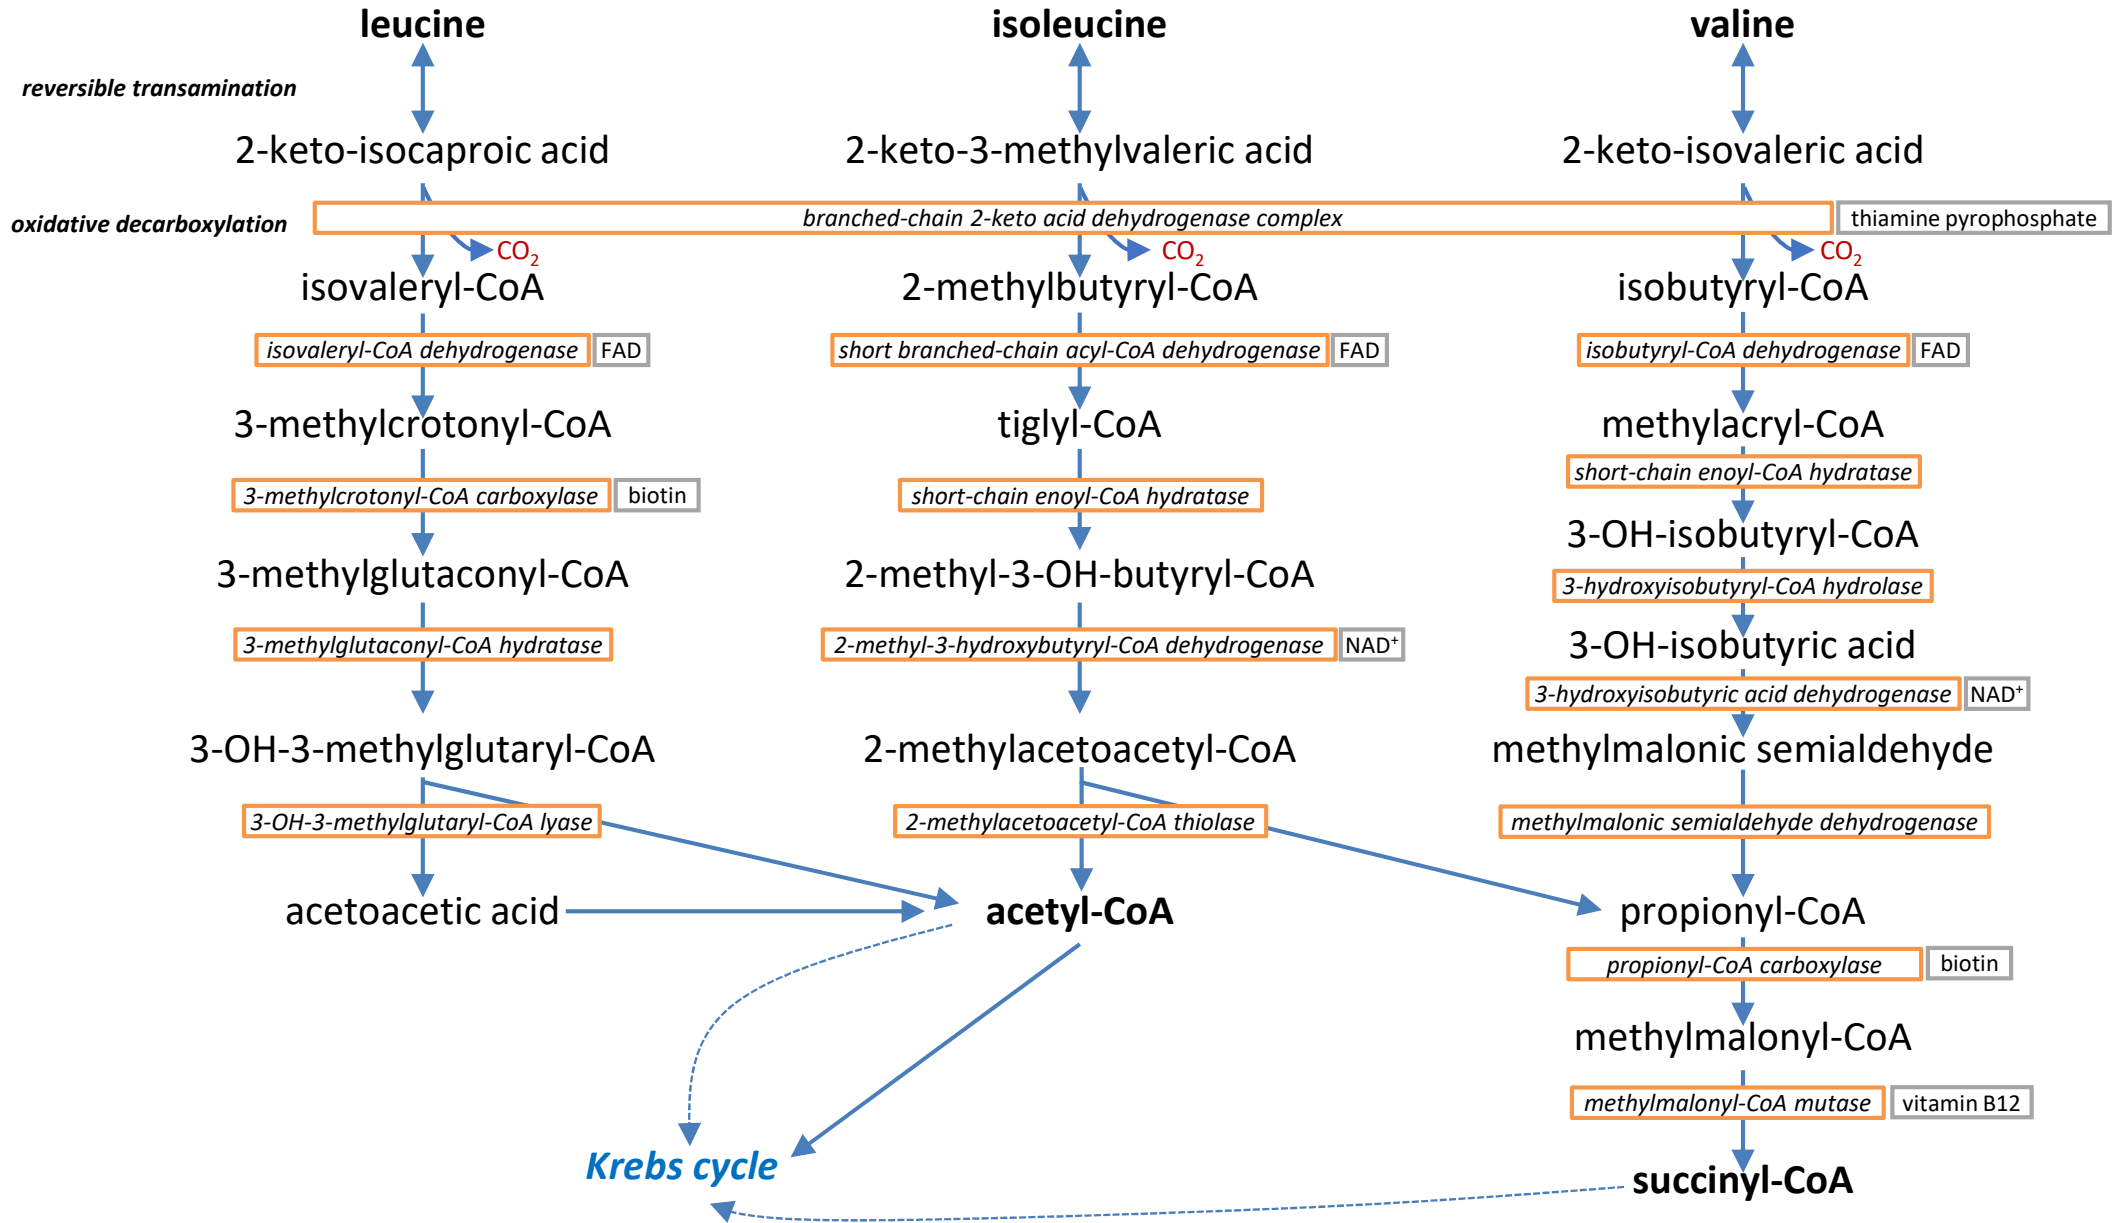 leucine
isoleucine
valine
reversible transamination
2-keto-isocaproic acid
2-keto-3-methylvaleric acid
2-keto-isovaleric acid
oxidative decarboxylation
branched-chain 2-keto acid dehydrogenase complex
thiamine pyrophosphate
CO₂
CO₂
CO₂
isovaleryl-CoA
2-methylbutyryl-CoA
isobutyryl-CoA
isovaleryl-CoA dehydrogenase
FAD
short branched-chain acyl-CoA dehydrogenase
FAD
isobutyryl-CoA dehydrogenase
FAD
3-methylcrotonyl-CoA
tiglyl-CoA
methylacryl-CoA
3-methylcrotonyl-CoA carboxylase
biotin
short-chain enoyl-CoA hydratase
short-chain enoyl-CoA hydratase
3-OH-isobutyryl-CoA
3-methylglutaconyl-CoA
2-methyl-3-OH-butyryl-CoA
3-hydroxyisobutyryl-CoA hydrolase
3-methylglutaconyl-CoA hydratase
2-methyl-3-hydroxybutyryl-CoA dehydrogenase
NAD⁺
3-OH-isobutyric acid
3-hydroxyisobutyric acid dehydrogenase
NAD⁺
3-OH-3-methylglutaryl-CoA
2-methylacetoacetyl-CoA
methylmalonic semialdehyde
3-OH-3-methylglutaryl-CoA lyase
2-methylacetoacetyl-CoA thiolase
methylmalonic semialdehyde dehydrogenase
acetoacetic acid
acetyl-CoA
propionyl-CoA
propionyl-CoA carboxylase
biotin
methylmalonyl-CoA
methylmalonyl-CoA mutase
vitamin B12
Krebs cycle
succinyl-CoA